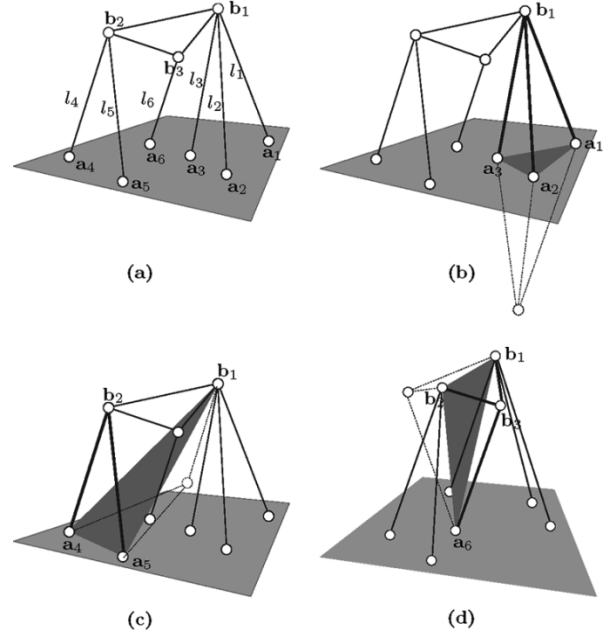 b₂ b₁
b₃ l₃ l₁
l₄ l₅ l₆ l₂
a₄ a₅ a₆ a₃ a₂ a₁
(a)
b₁
a₃ a₂ a₁
(b)
b₂ b₁
a₄ a₅
(c)
b₁
b₂ b₃
a₆
(d)